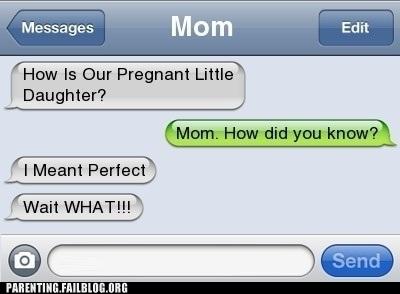 Messages
Mom
Edit
How Is Our Pregnant Little
Daughter?
Mom. How did you know?
I Meant Perfect
Wait WHAT!!!
Send
PARENTING.FAILBLOG.ORG